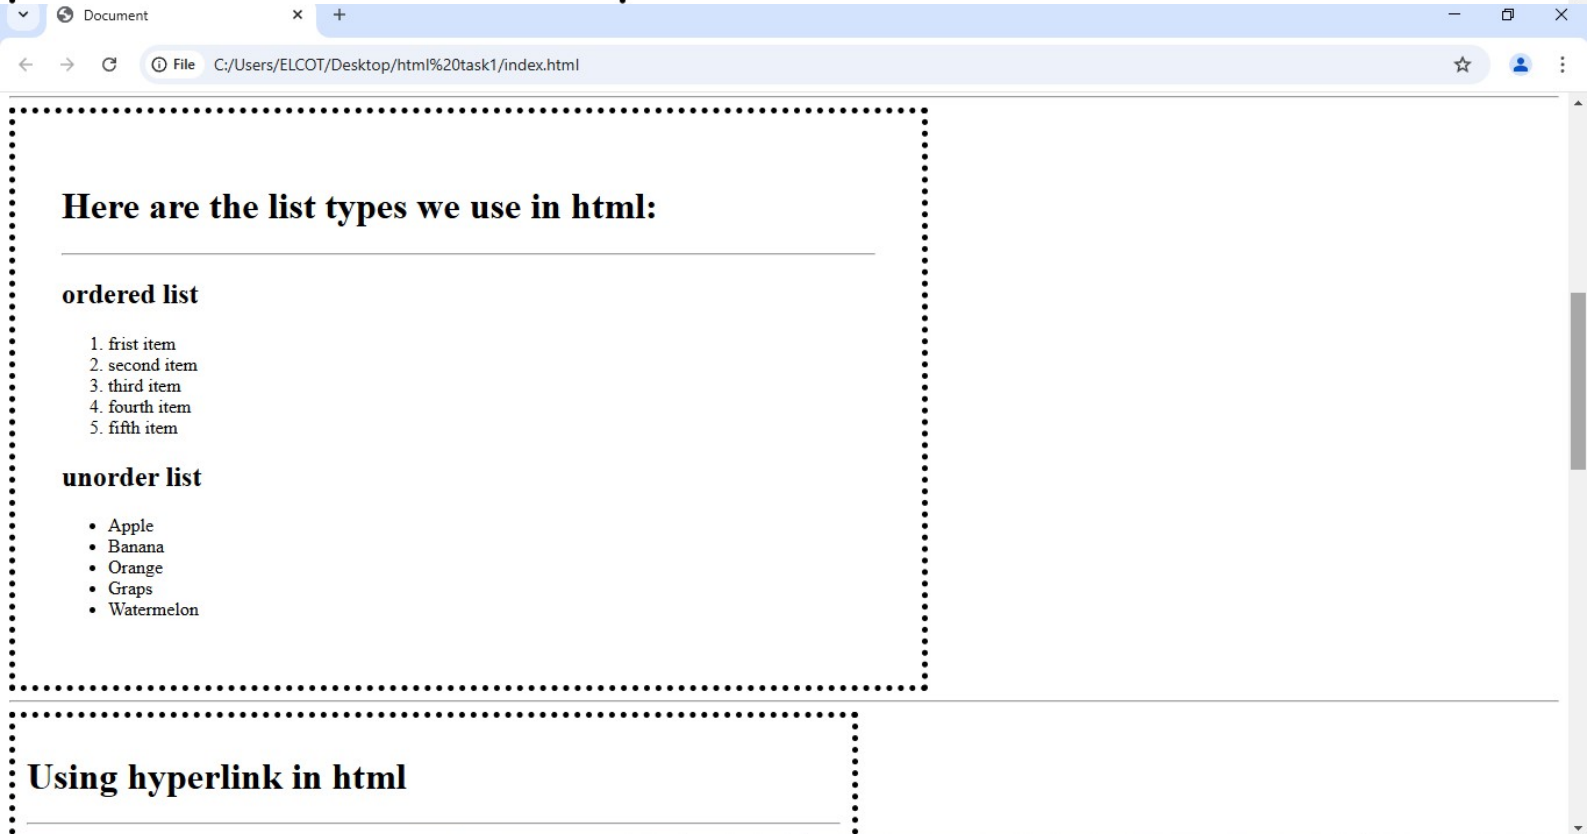 Document
File C:/Users/ELCOT/Desktop/html%20task1/index.html
Here are the list types we use in html:
ordered list
1. frist item
2. second item
3. third item
4. fourth item
5. fifth item
unorder list
• Apple
• Banana
• Orange
• Graps
• Watermelon
Using hyperlink in html